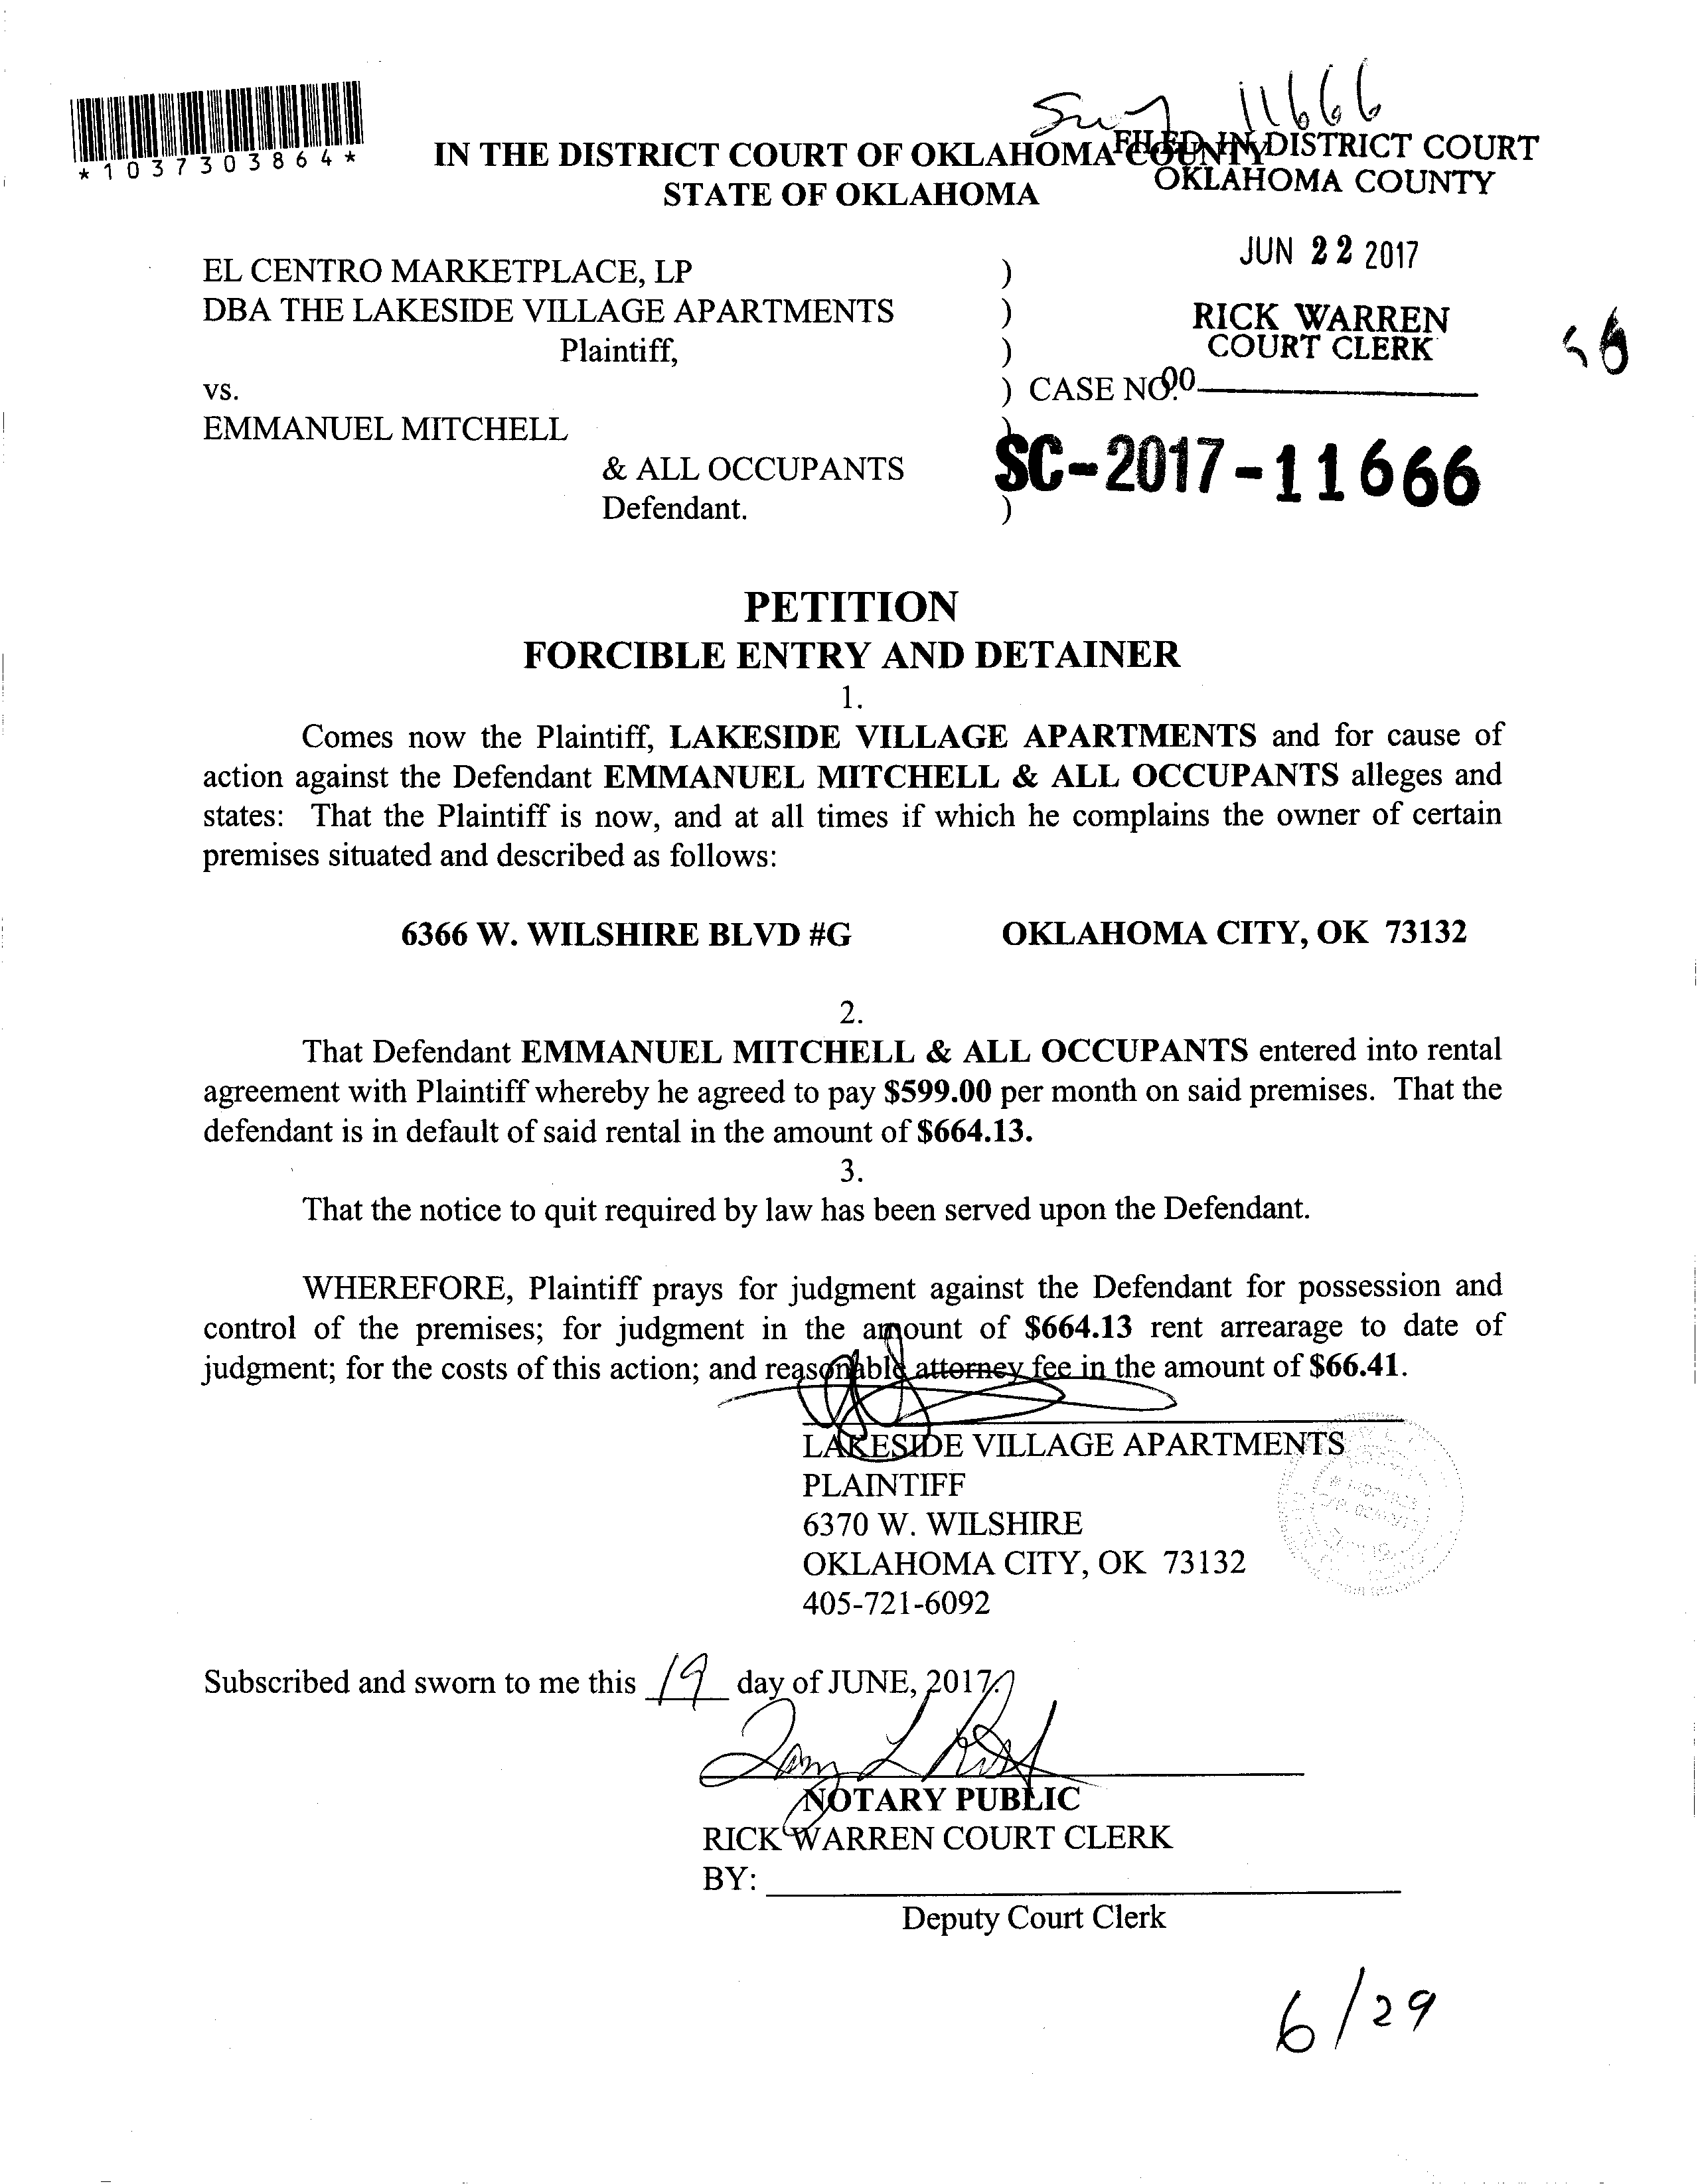 11666
*1037303864*
IN THE DISTRICT COURT OF OKLAHOMA COUNTY
STATE OF OKLAHOMA
FILED IN DISTRICT COURT
OKLAHOMA COUNTY
JUN 22 2017
RICK WARREN
COURT CLERK
EL CENTRO MARKETPLACE, LP )
DBA THE LAKESIDE VILLAGE APARTMENTS )
Plaintiff, )
vs. ) CASE NO.
EMMANUEL MITCHELL )
& ALL OCCUPANTS
SC-2017-11666
Defendant. )
PETITION
FORCIBLE ENTRY AND DETAINER
1.
Comes now the Plaintiff, LAKESIDE VILLAGE APARTMENTS and for cause of
action against the Defendant EMMANUEL MITCHELL & ALL OCCUPANTS alleges and
states: That the Plaintiff is now, and at all times if which he complains the owner of certain
premises situated and described as follows:
6366 W. WILSHIRE BLVD #G OKLAHOMA CITY, OK 73132
2.
That Defendant EMMANUEL MITCHELL & ALL OCCUPANTS entered into rental
agreement with Plaintiff whereby he agreed to pay $599.00 per month on said premises. That the
defendant is in default of said rental in the amount of $664.13.
3.
That the notice to quit required by law has been served upon the Defendant.
WHEREFORE, Plaintiff prays for judgment against the Defendant for possession and
control of the premises; for judgment in the amount of $664.13 rent arrearage to date of
judgment; for the costs of this action; and reasonable attorney fee in the amount of $66.41.
LAKESIDE VILLAGE APARTMENTS
PLAINTIFF
6370 W. WILSHIRE
OKLAHOMA CITY, OK 73132
405-721-6092
Subscribed and sworn to me this 19 day of JUNE, 2017.
NOTARY PUBLIC
RICK WARREN COURT CLERK
BY:
Deputy Court Clerk
6/29